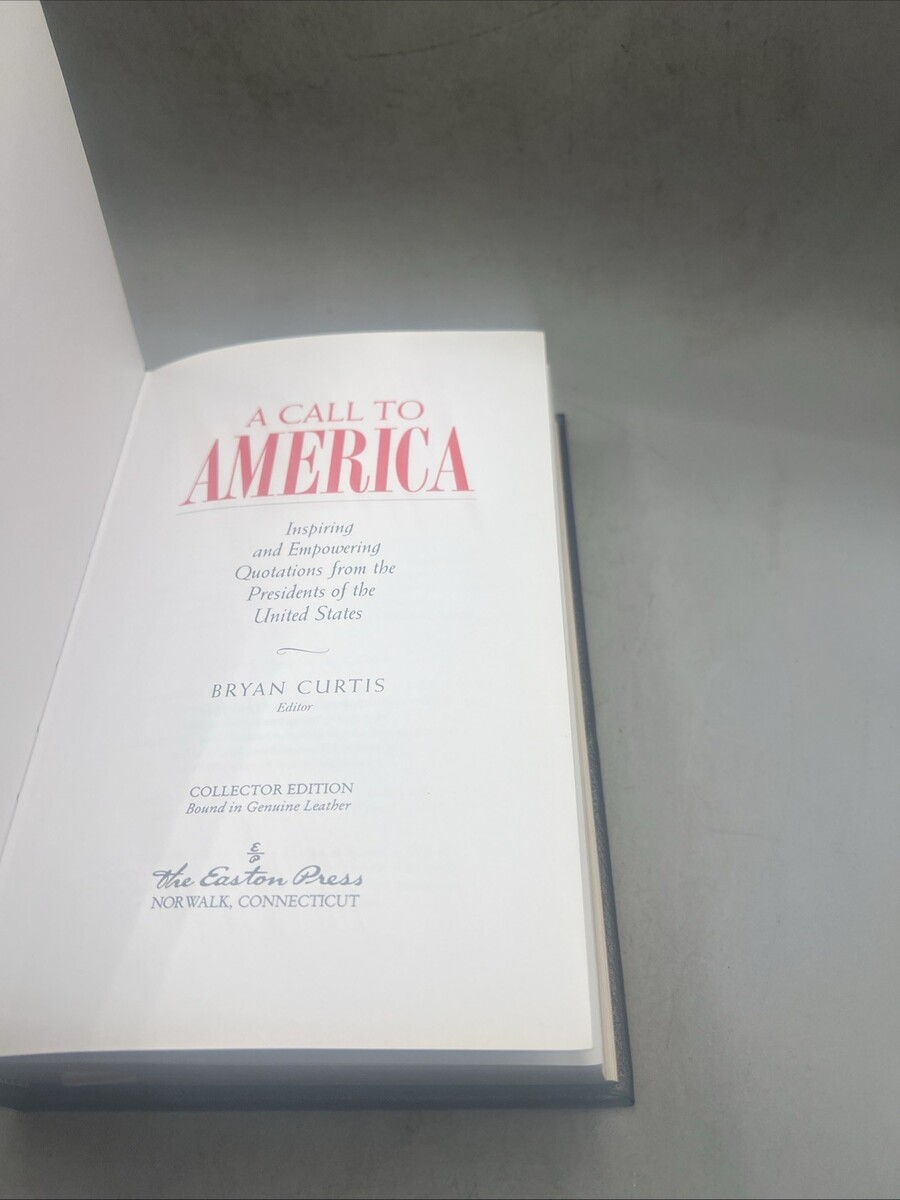 A CALL TO
AMERICA
Inspiring
and Empowering
Quotations from the
Presidents of the
United States
BRYAN CURTIS
Editor
COLLECTOR EDITION
Bound in Genuine Leather
E
P
the Easton Press
NORWALK, CONNECTICUT